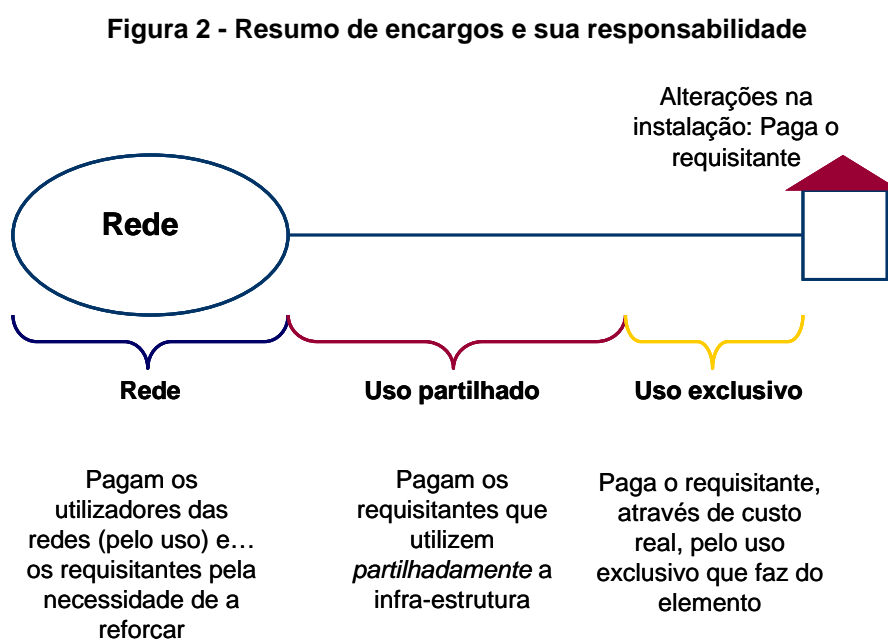 Figura 2 - Resumo de encargos e sua responsabilidade
Alterações na
instalação: Paga o
requisitante
Rede
Rede
Pagam os
utilizadores das
redes (pelo uso) e…
os requisitantes pela
necessidade de a
reforçar
Uso partilhado
Pagam os
requisitantes que
utilizem
partilhadamente a
infra-estrutura
Uso exclusivo
Paga o requisitante,
através de custo
real, pelo uso
exclusivo que faz do
elemento